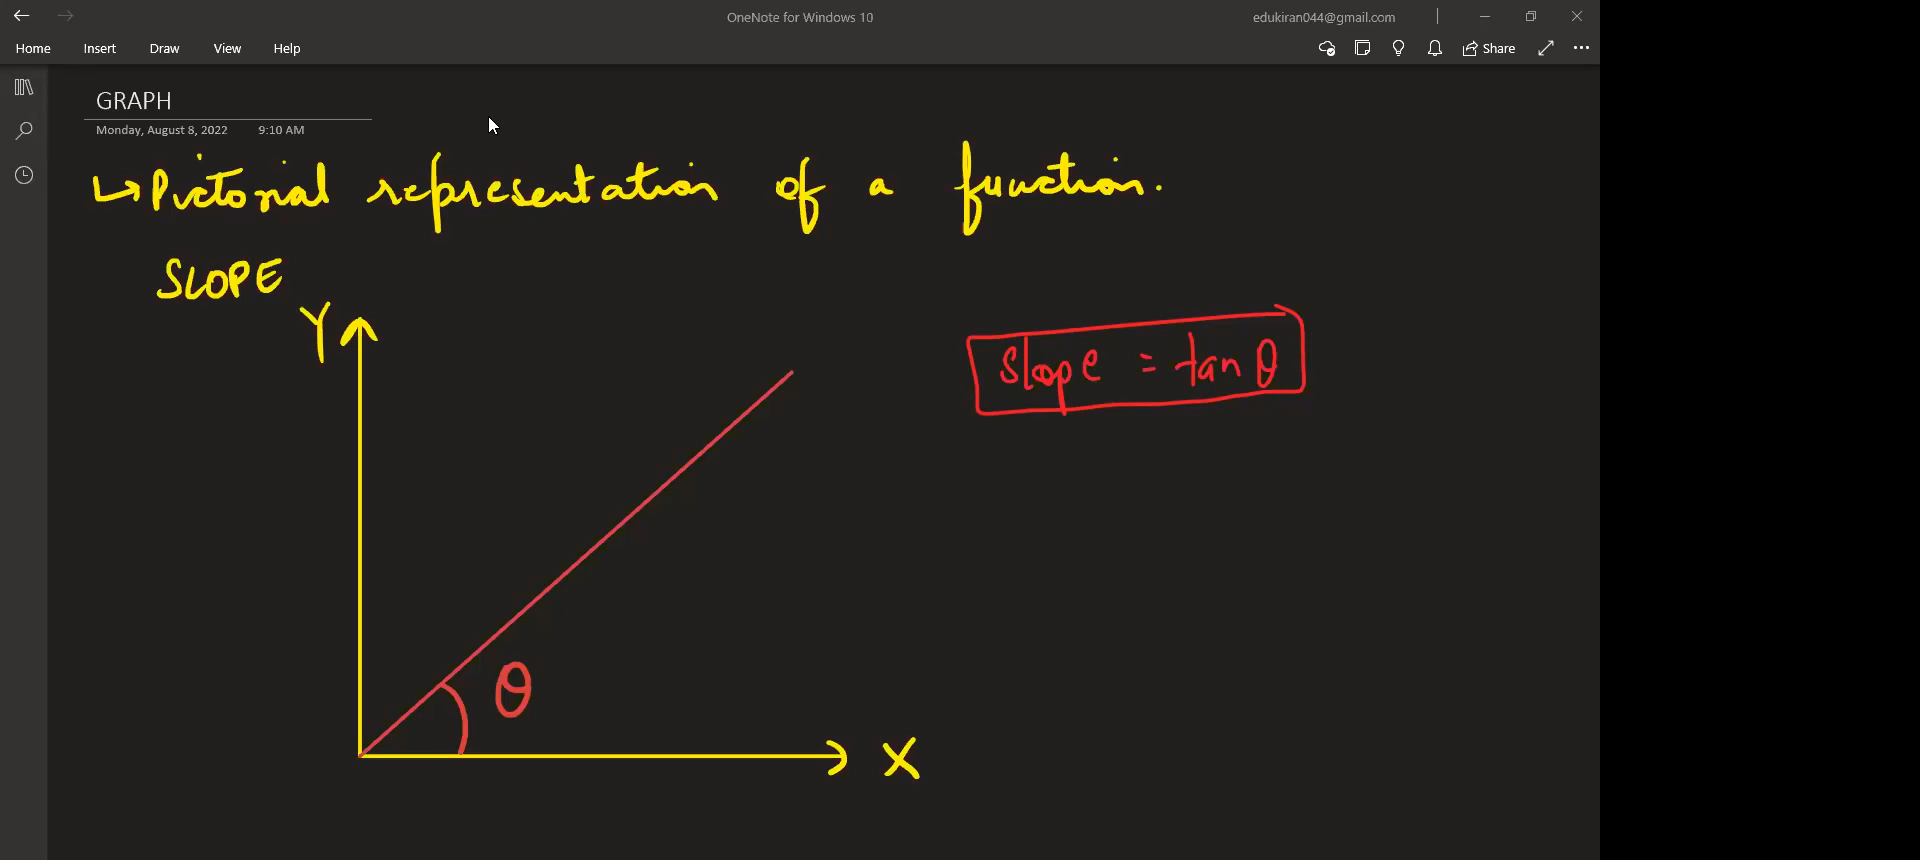 OneNote for Windows 10
edukiran044@gmail.com
Home Insert Draw View Help
Share
GRAPH
Monday, August 8, 2022 9:10 AM
↳ Pictorial representation of a function.
SLOPE
Y
slope = tan θ
θ
X